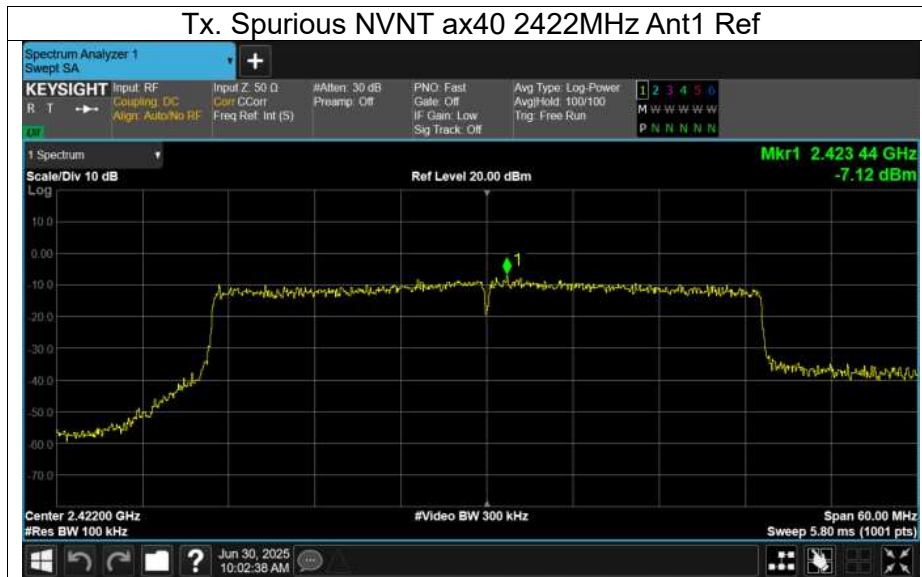 Tx. Spurious NVNT ax40 2422MHz Ant1 Ref
Spectrum Analyzer 1
Swept SA
+
KEYSIGHT
R T
Input: RF
Coupling: DC
Align: Auto/No RF
Input Z: 50 Ω
Corr CCorr
Freq Ref: Int (S)
#Atten: 30 dB
Preamp: Off
PNO: Fast
Gate: Off
IF Gain: Low
Sig Track: Off
Avg Type: Log-Power
Avg|Hold: 100/100
Trig: Free Run
1 2 3 4 5 6
M W W W W W
P N N N N N
1 Spectrum
Mkr1 2.423 44 GHz
-7.12 dBm
Scale/Div 10 dB
Ref Level 20.00 dBm
Log
10.0
0.00
-10.0
-20.0
-30.0
-40.0
-50.0
-60.0
-70.0
1
Center 2.42200 GHz
#Video BW 300 kHz
Span 60.00 MHz
#Res BW 100 kHz
Sweep 5.80 ms (1001 pts)
?
Jun 30, 2025
10:02:38 AM